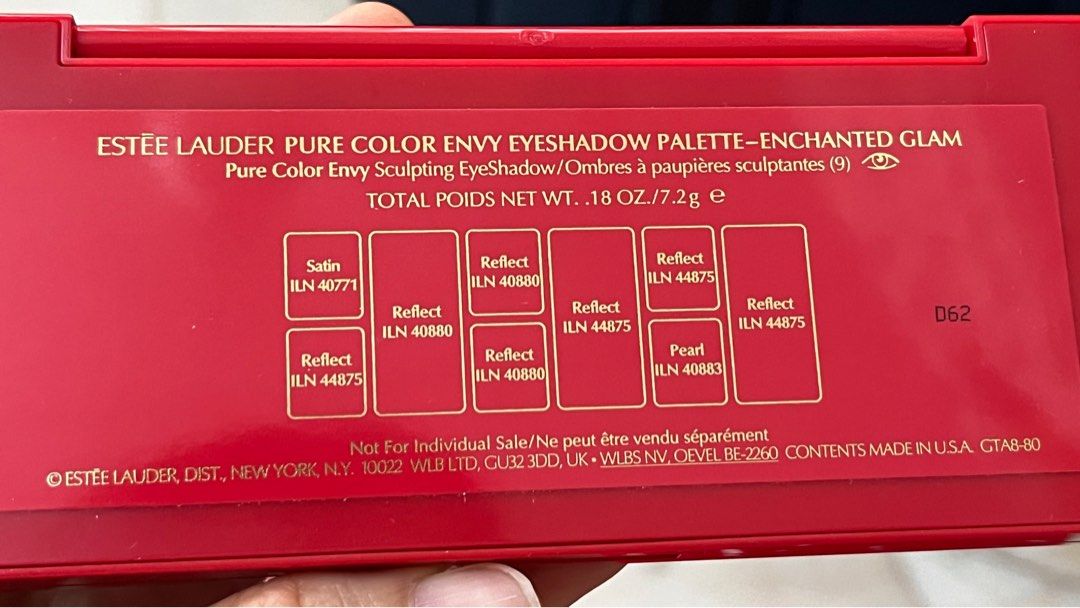 ESTĒE LAUDER PURE COLOR ENVY EYESHADOW PALETTE–ENCHANTED GLAM
Pure Color Envy Sculpting EyeShadow/Ombres à paupières sculptantes (9)
TOTAL POIDS NET WT. .18 OZ./7.2g ℮
Satin
ILN 40771
Reflect
ILN 44875
Reflect
ILN 40880
Reflect
ILN 40880
Reflect
ILN 40880
Reflect
ILN 44875
Reflect
ILN 44875
Pearl
ILN 40883
Reflect
ILN 44875
D62
Not For Individual Sale/Ne peut être vendu séparément
© ESTĒE LAUDER, DIST., NEW YORK, N.Y. 10022 WLB LTD, GU32 3DD, UK • WLBS NV, OEVEL BE-2260 CONTENTS MADE IN U.S.A. GTA8-80